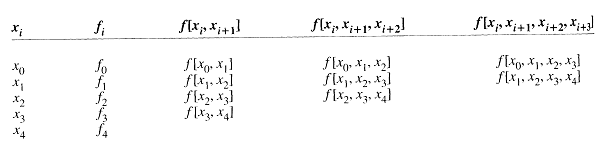 x_i f_i f[x_i, x_{i+1}] f[x_i, x_{i+1}, x_{i+2}] f[x_i, x_{i+1}, x_{i+2}, x_{i+3}]
x_0 f_0 f[x_0, x_1] f[x_0, x_1, x_2] f[x_0, x_1, x_2, x_3]
x_1 f_1 f[x_1, x_2] f[x_1, x_2, x_3] f[x_1, x_2, x_3, x_4]
x_2 f_2 f[x_2, x_3] f[x_2, x_3, x_4]
x_3 f_3 f[x_3, x_4]
x_4 f_4